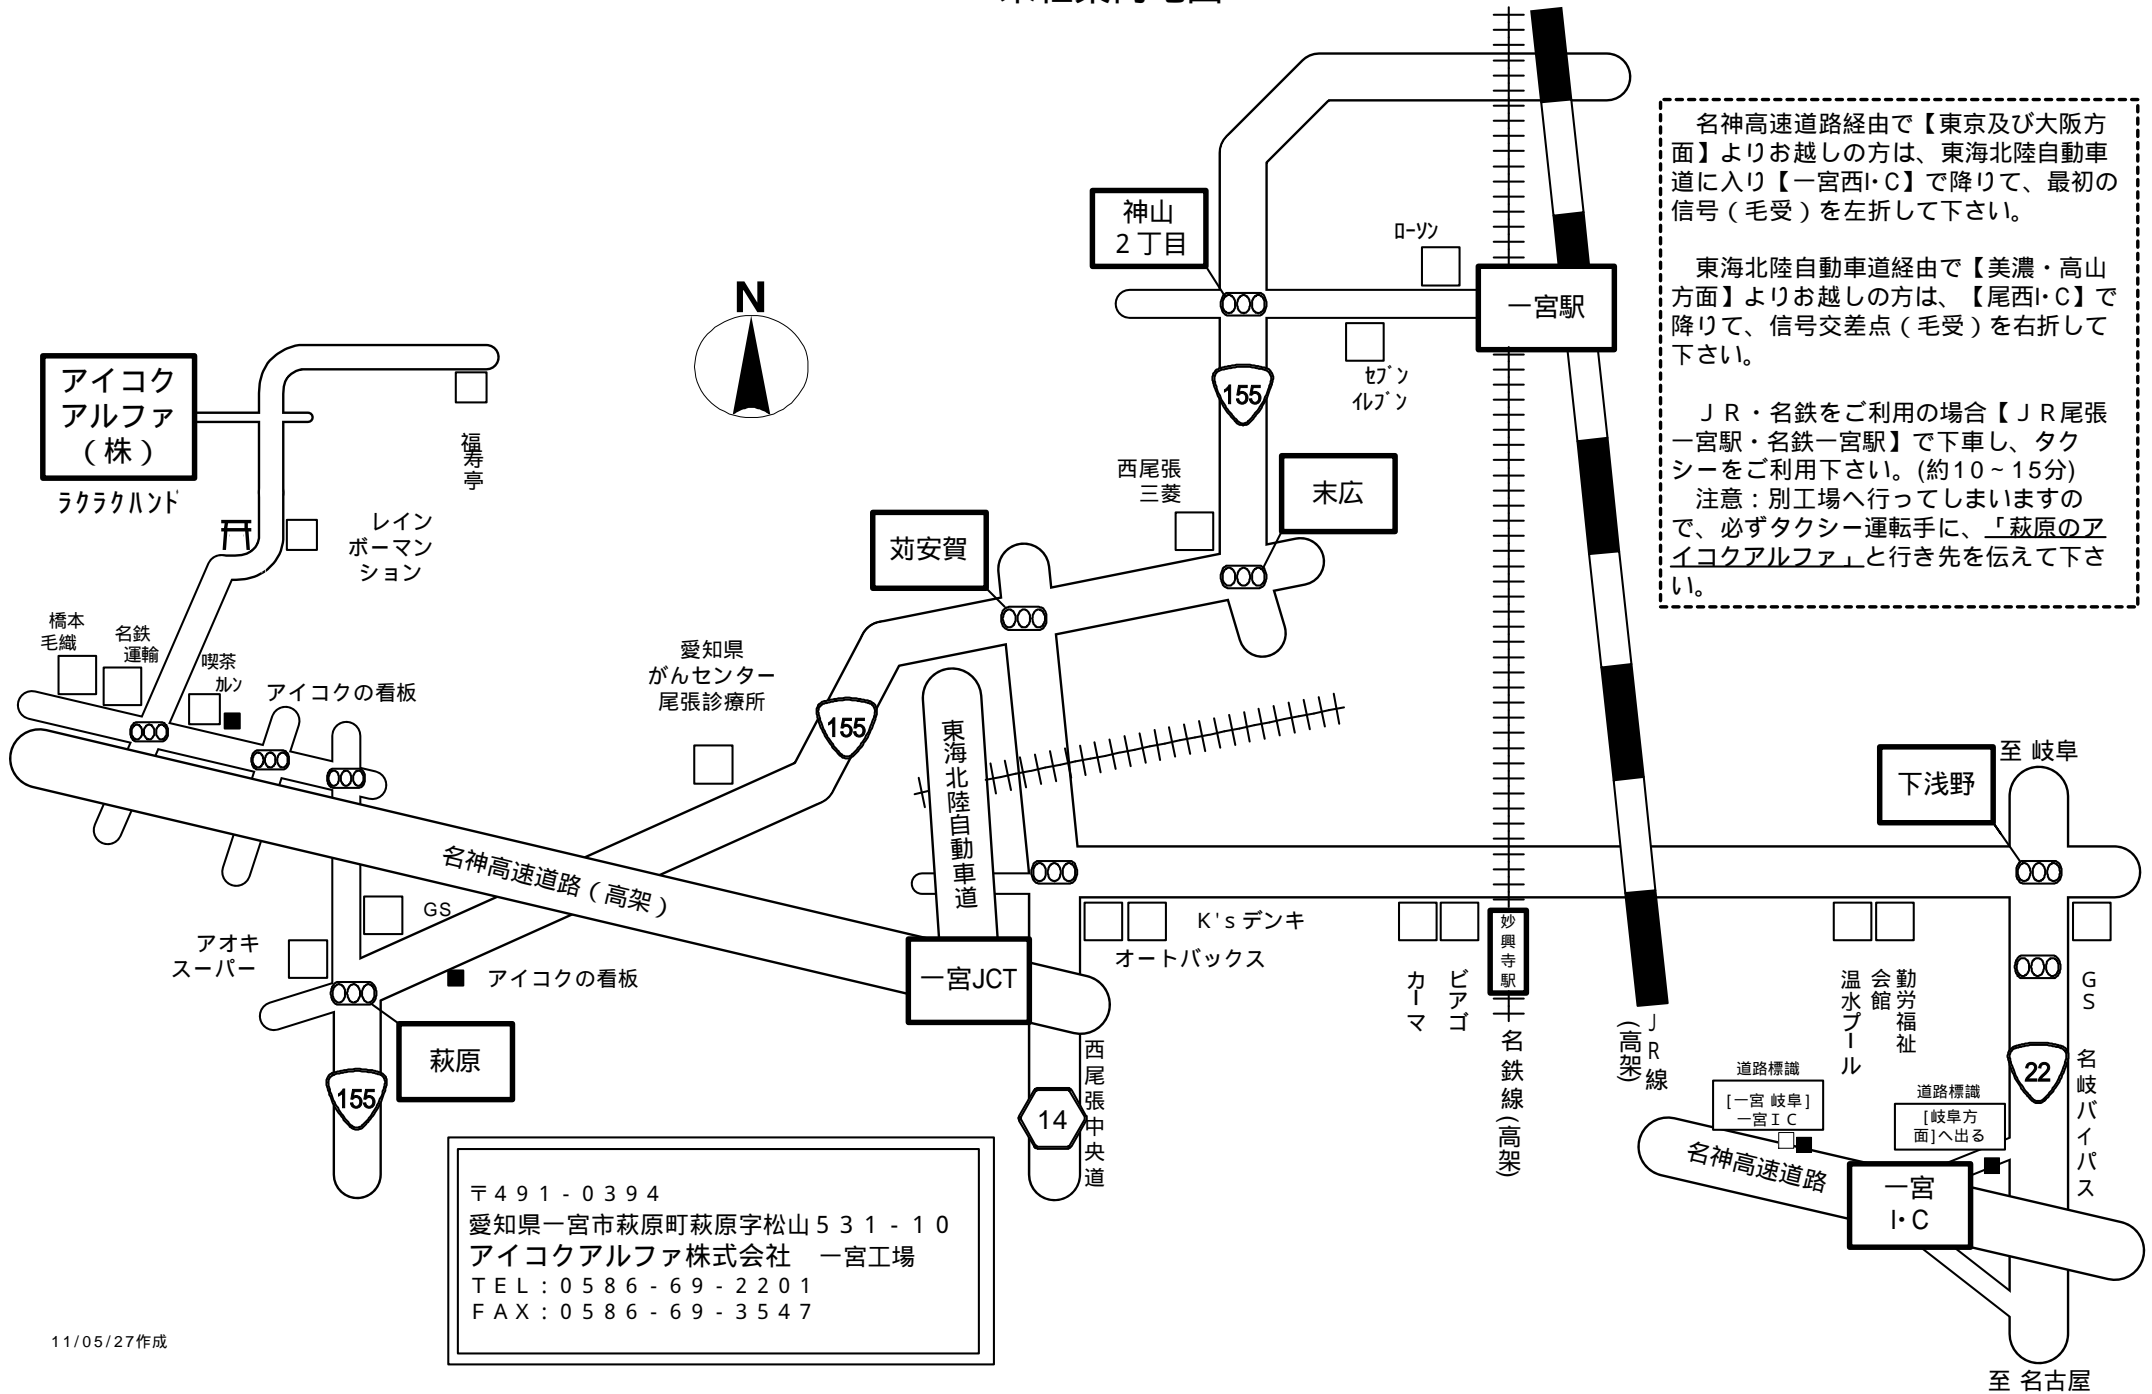 名神高速道路経由で【東京及び大阪方
面】よりお越しの方は、東海北陸自動車
道に入り【一宮西I･C】で降りて、最初の
信号（毛受）を左折して下さい。
東海北陸自動車道経由で【美濃・高山
方面】よりお越しの方は、【尾西I･C】で
降りて、信号交差点（毛受）を右折して
下さい。
ＪＲ・名鉄をご利用の場合【ＪＲ尾張
一宮駅・名鉄一宮駅】で下車し、タク
シーをご利用下さい。(約10～15分)
注意：別工場へ行ってしまいますの
で、必ずタクシー運転手に、「萩原のア
イコクアルファ」と行き先を伝えて下さ
い。
神山
２丁目
ﾛｰｿﾝ
一宮駅
N
ｾﾌﾞﾝ
ｲﾚﾌﾞﾝ
155
アイコク
アルファ
（株）
ラクラクハンド
福寿亭
西尾張
三菱
末広
苅安賀
レイン
ボーマン
ション
橋本
毛織
名鉄
運輸
喫茶
ｶﾙﾝ
アイコクの看板
愛知県
がんセンター
尾張診療所
155
東海北陸自動車道
至 岐阜
下浅野
名神高速道路（高架）
GS
アオキ
スーパー
アイコクの看板
一宮JCT
K'sデンキ
オートバックス
カーマ
ピアゴ
妙興寺駅
名鉄線(高架)
ＪＲ線
(高架)
温水プール
勤労福祉
会館
GS
萩原
155
西尾張中央道
14
22
名岐バイパス
道路標識
[一宮 岐阜]
一宮ＩＣ
道路標識
[岐阜方
面]へ出る
名神高速道路
一宮
I･C
〒４９１-０３９４
愛知県一宮市萩原町萩原字松山５３１-１０
アイコクアルファ株式会社　一宮工場
ＴＥＬ：０５８６-６９-２２０１
ＦＡＸ：０５８６-６９-３５４７
11/05/27作成
至 名古屋